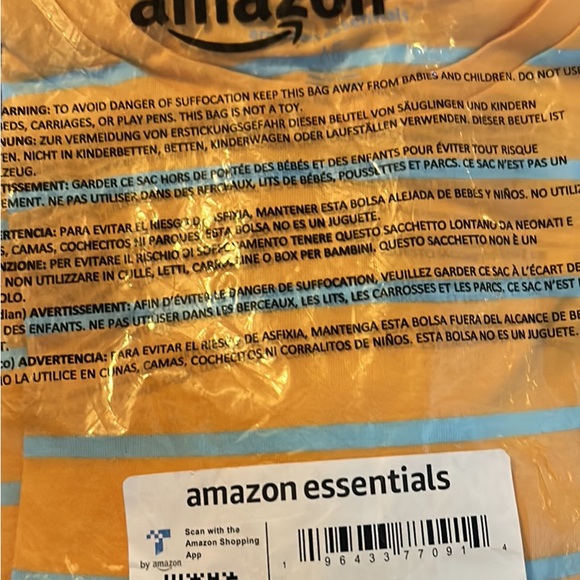 amazon
ARNING: TO AVOID DANGER OF SUFFOCATION KEEP THIS BAG AWAY FROM BABIES AND CHILDREN. DO NOT USE
EDS, CARRIAGES, OR PLAY PENS. THIS BAG IS NOT A TOY.
NUNG: ZUR VERMEIDUNG VON ERSTICKUNGSGEFAHR DIESEN BEUTEL VON SÄUGLINGEN UND KINDERN
EN. NICHT IN KINDERBETTEN, BETTEN, KINDERWAGEN ODER LAUFSTÄLLEN VERWENDEN. DIESER BEUTEL IST
LZEUG.
TISSEMENT: GARDER CE SAC HORS DE PORTÉE DES BÉBÉS ET DES ENFANTS POUR ÉVITER TOUT RISQUE
EMENT. NE PAS UTILISER DANS DES BERCEAUX, LITS DE BÉBÉS, POUSSETTES ET PARCS. CE SAC N'EST PAS UN
ERTENCIA: PARA EVITAR EL RIESGO DE ASFIXIA, MANTENER ESTA BOLSA ALEJADA DE BEBES Y NIÑOS. NO UTILI
S, CAMAS, COCHECITOS NI PARQUES. ESTA BOLSA NO ES UN JUGUETE.
NZIONE: PER EVITARE IL RISCHIO DI SOFFOCAMENTO TENERE QUESTO SACCHETTO LONTANO DA NEONATI E
NON UTILIZZARE IN CULLE, LETTI, CARROZZINE O BOX PER BAMBINI. QUESTO SACCHETTO NON È UN
OLO.
dian) AVERTISSEMENT: AFIN D'ÉVITER LE DANGER DE SUFFOCATION, VEUILLEZ GARDER CE SAC À L'ÉCART DE
DES ENFANTS. NE PAS UTILISER DANS LES BERCEAUX, LES LITS, LES CARROSSES ET LES PARCS, CE SAC N'EST
T.
co) ADVERTENCIA: PARA EVITAR EL RIESGO DE ASFIXIA, MANTENGA ESTA BOLSA FUERA DEL ALCANCE DE BE
NO LA UTILICE EN CUNAS, CAMAS, COCHECITOS NI CORRALITOS DE NIÑOS. ESTA BOLSA NO ES UN JUGUETE.
amazon essentials
Scan with the
Amazon Shopping
App
by amazon
1 96433 77091 4